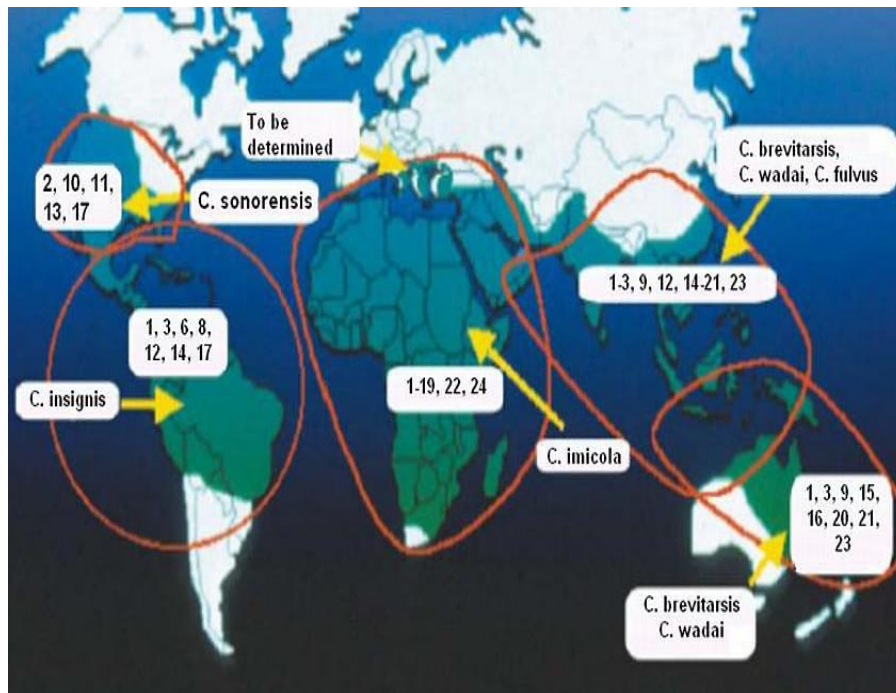 To be
determined
C. brevitarsis,
C. wadai, C. fulvus
2, 10, 11,
13, 17
C. sonorensis
1-3, 9, 12, 14-21, 23
1, 3, 6, 8,
12, 14, 17
C. insignis
1-19, 22, 24
C. imicola
1, 3, 9, 15,
16, 20, 21,
23
C. brevitarsis
C. wadai